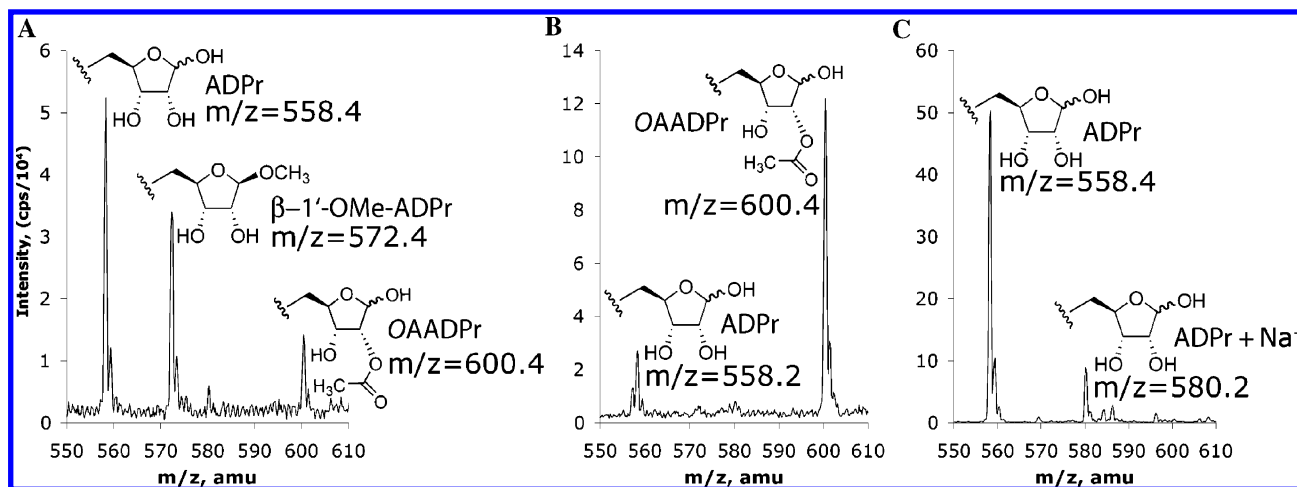 A
B
C
Intensity, (cps/10⁴)
6
5
4
3
2
1
0
O
OH
HO
OH
ADPr
m/z=558.4
O
OCH3
HO
OH
β–1'-OMe-ADPr
m/z=572.4
O
OH
HO
O
H3C
O
OAADPr
m/z=600.4
550 560 570 580 590 600 610
m/z, amu
14
12
10
8
6
4
2
0
O
OH
HO
O
H3C
O
OAADPr
m/z=600.4
O
OH
HO
OH
ADPr
m/z=558.2
550 560 570 580 590 600 610
m/z, amu
60
50
40
30
20
10
0
O
OH
HO
OH
ADPr
m/z=558.4
O
OH
HO
OH
ADPr + Na⁺
m/z=580.2
550 560 570 580 590 600 610
m/z, amu